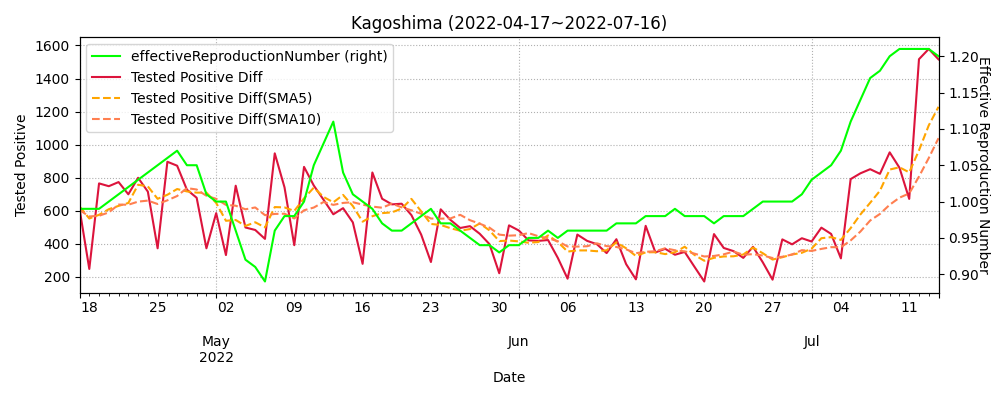 Kagoshima (2022-04-17~2022-07-16)
effectiveReproductionNumber (right)
Tested Positive Diff
Tested Positive Diff(SMA5)
Tested Positive Diff(SMA10)
1600
1400
1200
1000
800
600
400
200
Tested Positive
1.20
1.15
1.10
1.05
1.00
0.95
0.90
Effective Reproduction Number
18 25 02 09 16 23 30 06 13 20 27 04 11
May Jun Jul
2022
Date